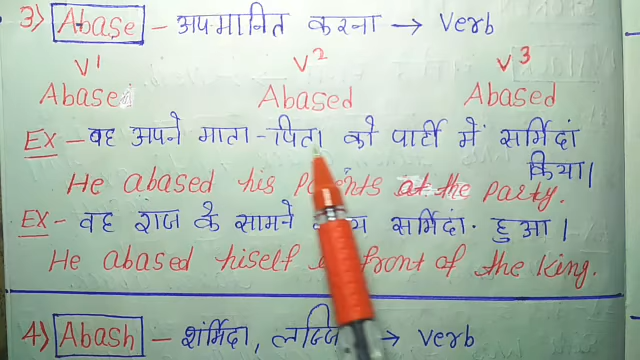 3) Abase - अपमानित करना → Verb
V¹ V² V³
Abase Abased Abased
Ex - वह अपने माता-पिता को पार्टी में सर्मिदां किया।
He abased his Parents at the Party.
Ex - वह राज के सामने सर्मिदां. हुआ।
He abased hiself front of the King.
4) Abash - शर्मिंदा, → Verb